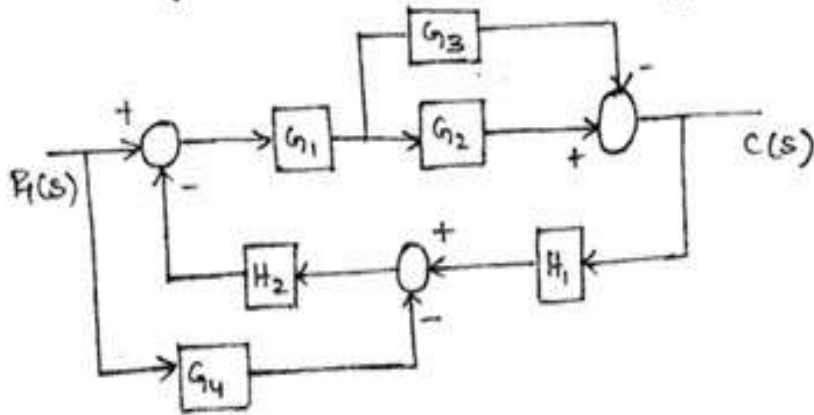 G3
-
+
G1
G2
+
C(S)
R(S)
-
+
H2
H1
-
G4